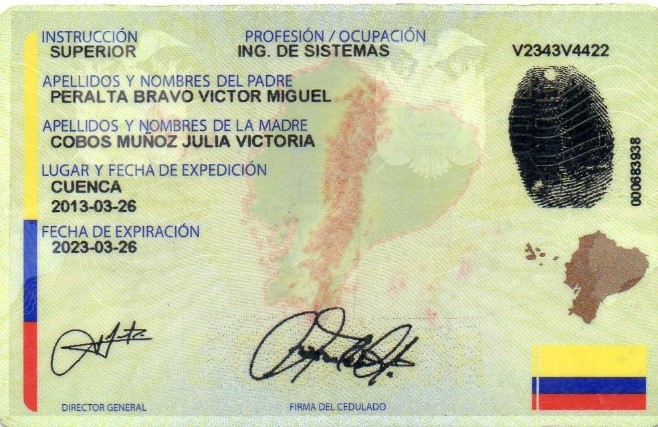 INSTRUCCIÓN PROFESIÓN / OCUPACIÓN
SUPERIOR ING. DE SISTEMAS V2343V4422
APELLIDOS Y NOMBRES DEL PADRE
PERALTA BRAVO VICTOR MIGUEL
APELLIDOS Y NOMBRES DE LA MADRE
COBOS MUÑOZ JULIA VICTORIA
LUGAR Y FECHA DE EXPEDICIÓN
CUENCA
2013-03-26
FECHA DE EXPIRACIÓN
2023-03-26
000683938
DIRECTOR GENERAL FIRMA DEL CEDULADO